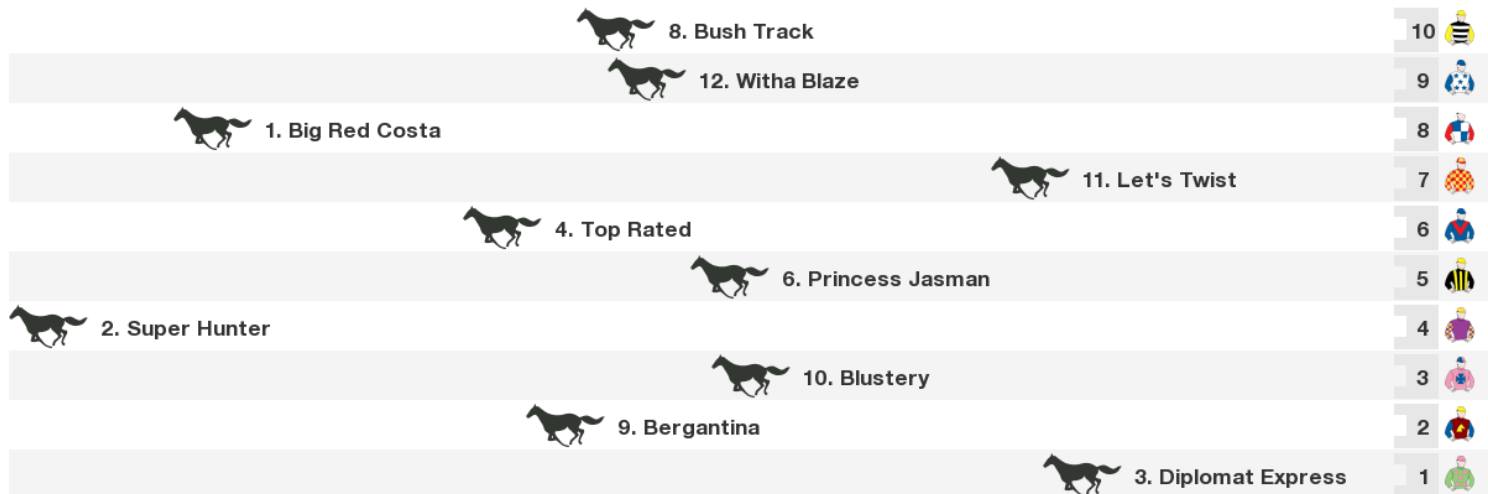 8. Bush Track 10
12. Witha Blaze 9
1. Big Red Costa 8
11. Let's Twist 7
4. Top Rated 6
6. Princess Jasman 5
2. Super Hunter 4
10. Blustery 3
9. Bergantina 2
3. Diplomat Express 1